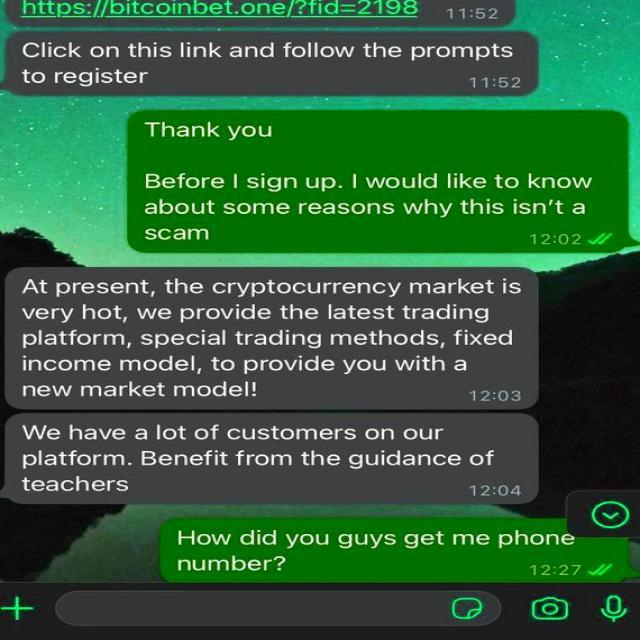 https://bitcoinbet.one/?fid=2198
11:52
Click on this link and follow the prompts
to register
11:52
Thank you
Before I sign up. I would like to know
about some reasons why this isn't a
scam
12:02
At present, the cryptocurrency market is
very hot, we provide the latest trading
platform, special trading methods, fixed
income model, to provide you with a
new market model!
12:03
We have a lot of customers on our
platform. Benefit from the guidance of
teachers
12:04
How did you guys get me phone
number?
12:27